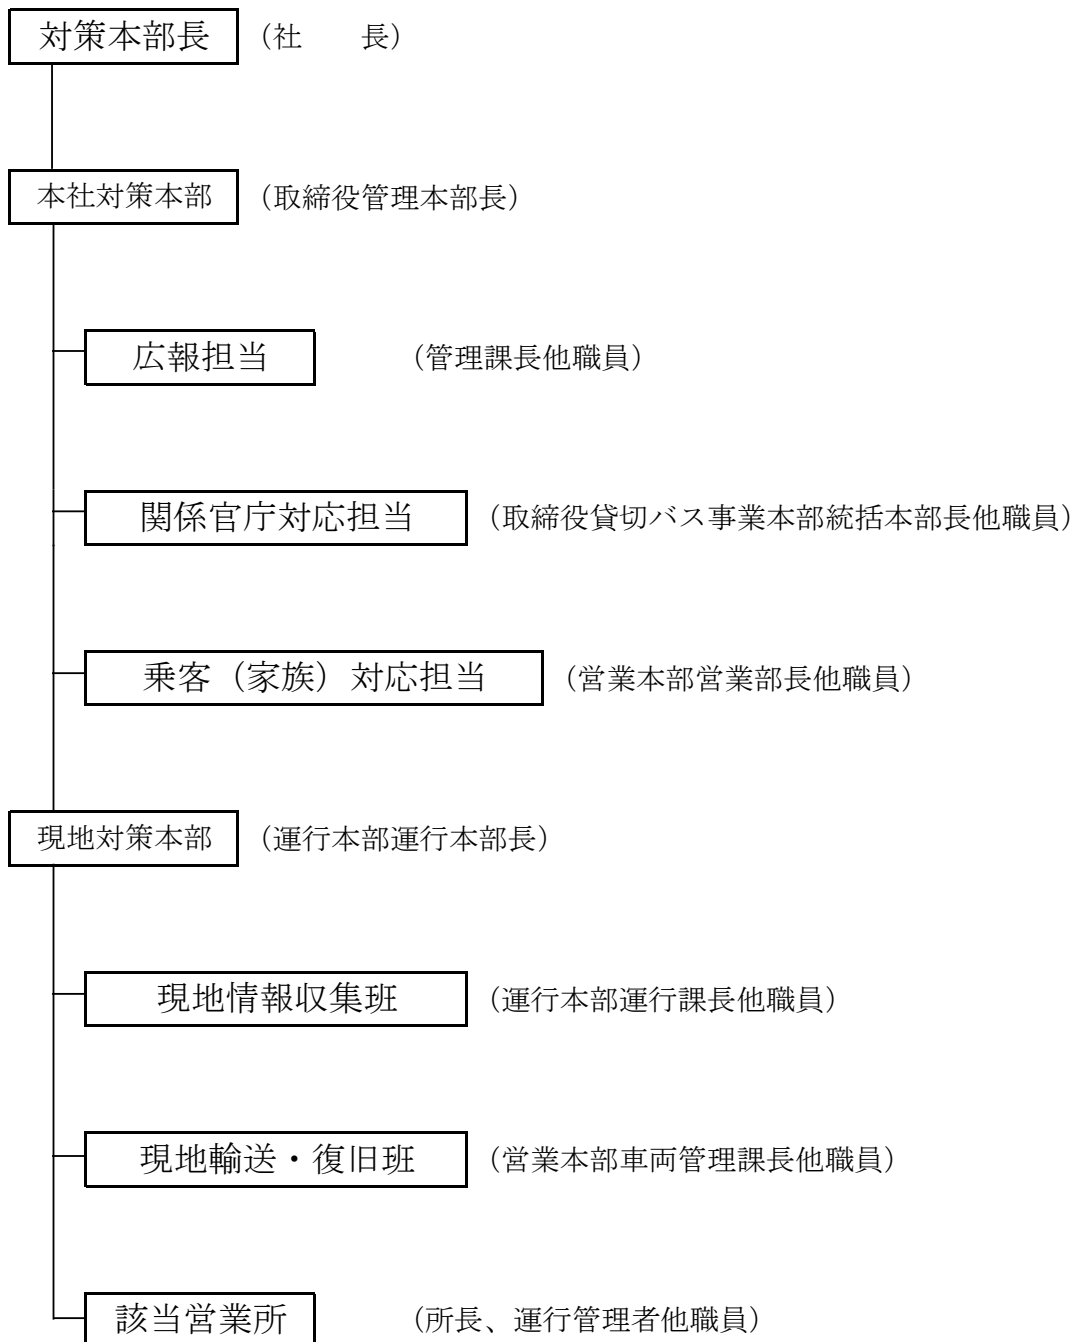 対策本部長 （社　　長）
本社対策本部 （取締役管理本部長）
広報担当 （管理課長他職員）
関係官庁対応担当 （取締役貸切バス事業本部統括本部長他職員）
乗客（家族）対応担当 （営業本部営業部長他職員）
現地対策本部 （運行本部運行本部長）
現地情報収集班 （運行本部運行課長他職員）
現地輸送・復旧班 （営業本部車両管理課長他職員）
該当営業所 （所長、運行管理者他職員）